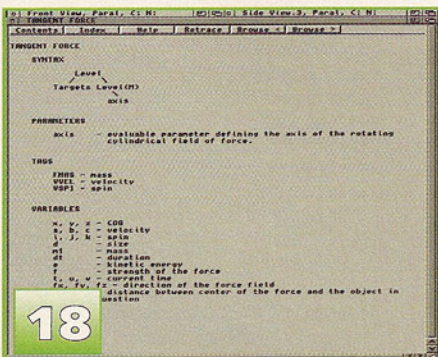 Front View, Paral, C: N: Side View.3, Paral, C: N:
TANGENT FORCE
Contents Index Help Retrace Browse < Browse >
TANGENT FORCE
SYNTAX
Level
Targets Level(M)
axis
PARAMETERS
axis - evaluable parameter defining the axis of the rotating
cylindrical field of force.
TAGS
FMAS - mass
VVEL - velocity
VSPI - spin
VARIABLES
x, y, z - COG
a, b, c - velocity
i, j, k - spin
d - size
mt - mass
dt - duration
e - kinetic energy
f - strength of the force
t, u, v - current time
fx, fy, fz - direction of the force field
distance between center of the force and the object in
question
18